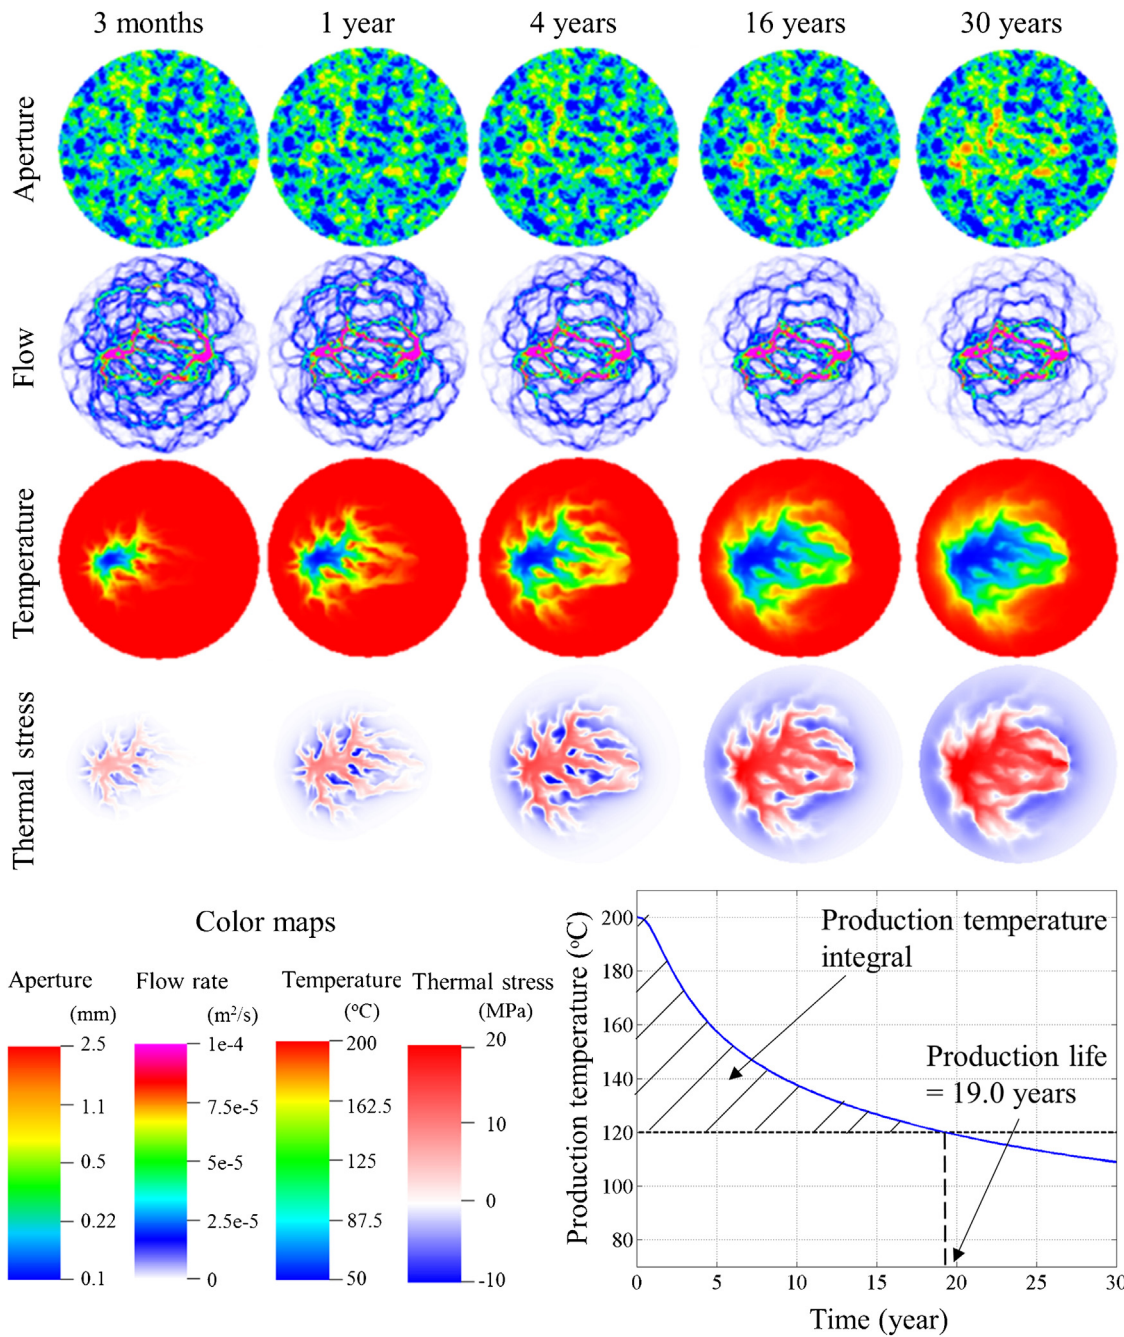 3 months 1 year 4 years 16 years 30 years
Aperture
Flow
Temperature
Thermal stress
Color maps
Aperture
(mm)
2.5
1.1
0.5
0.22
0.1
Flow rate
(m²/s)
1e-4
7.5e-5
5e-5
2.5e-5
0
Temperature
(°C)
200
162.5
125
87.5
50
Thermal stress
(MPa)
20
10
0
-10
Production temperature (°C)
200
180
160
140
120
100
80
Production temperature
integral
Production life
= 19.0 years
0 5 10 15 20 25 30
Time (year)